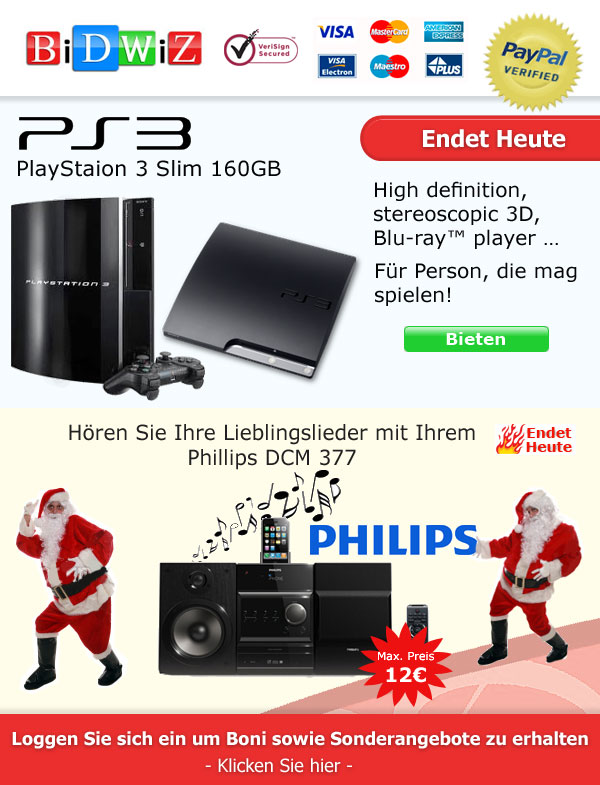 BiDWiZ
VeriSign
Secured
VISA
MasterCard
AMERICAN
EXPRESS
VISA
Electron
Maestro
PLUS
PayPal
VERIFIED
PS3
PlayStaion 3 Slim 160GB
Endet Heute
High definition,
stereoscopic 3D,
Blu-ray™ player ...
Für Person, die mag
spielen!
Bieten
PLAYSTATION 3
SONY
PS3
Hören Sie Ihre Lieblingslieder mit Ihrem
Phillips DCM 377
Endet
Heute
PHILIPS
PHILIPS
Max. Preis
12€
Loggen Sie sich ein um Boni sowie Sonderangebote zu erhalten
- Klicken Sie hier -